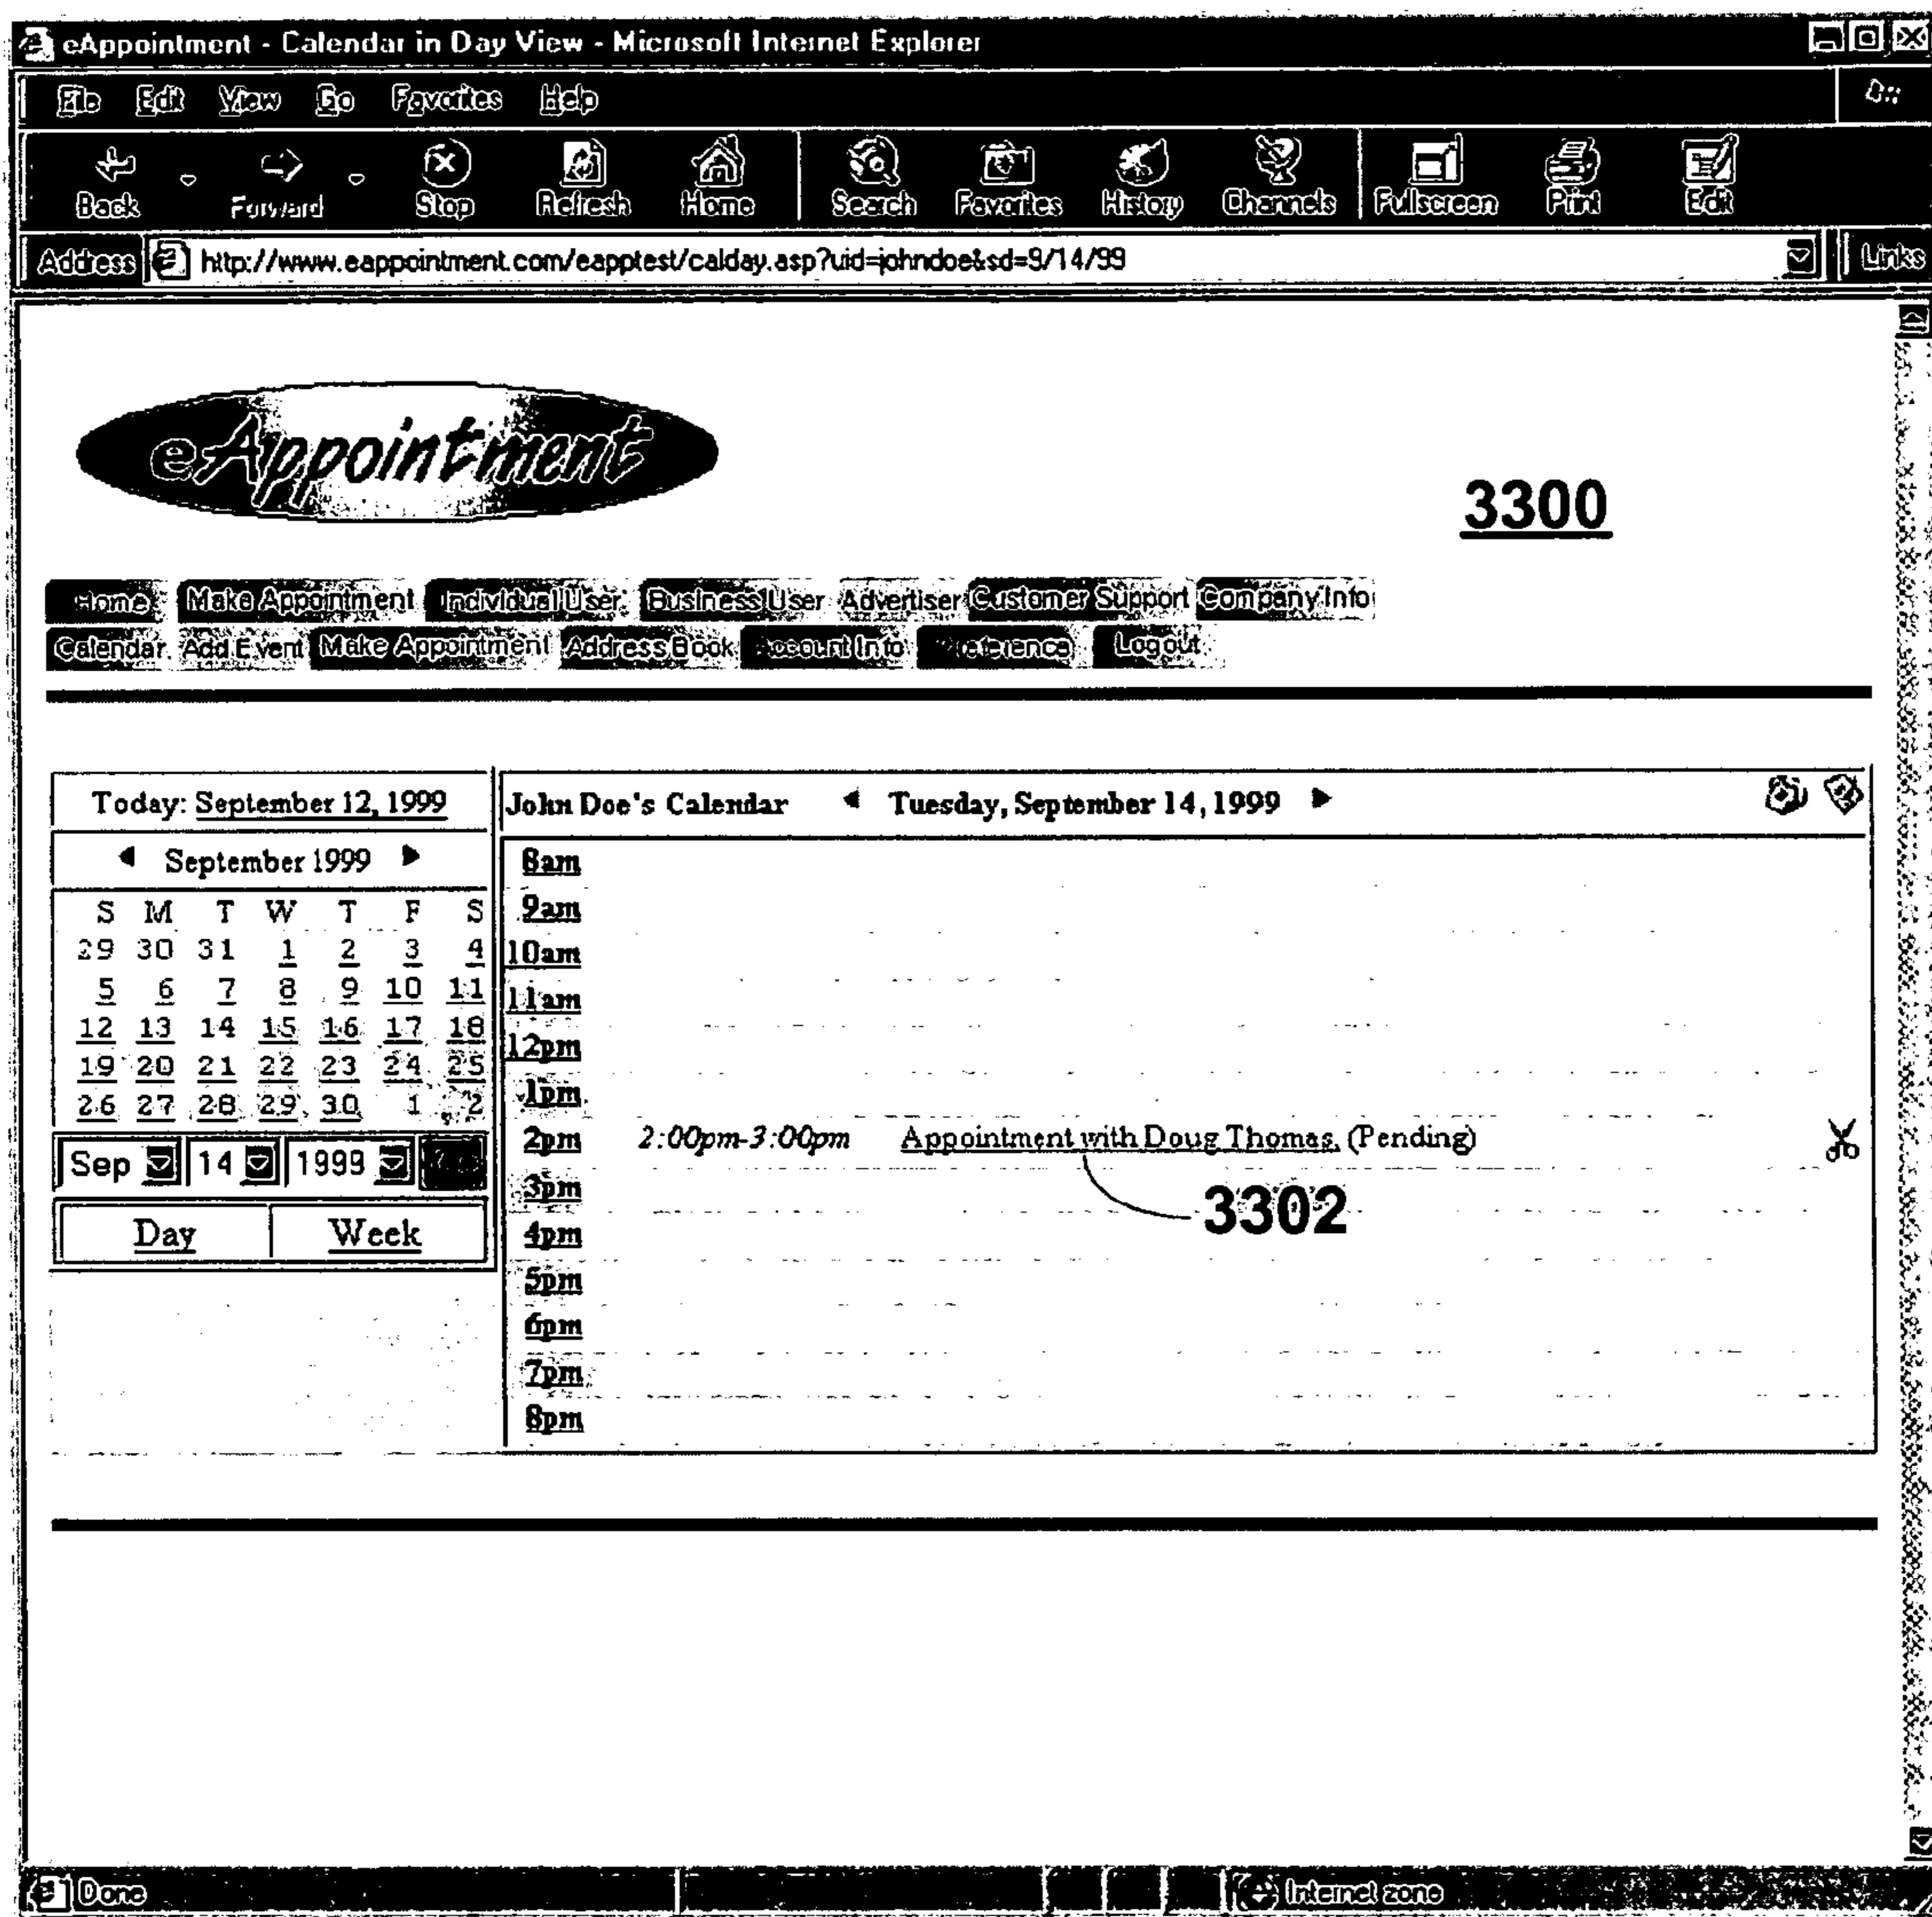 eAppointment - Calendar in Day View - Microsoft Internet Explorer
File Edit View Go Favorites Help
Back Forward Stop Refresh Home Search Favorites History Channels Fullscreen Print Edit
Address http://www.eappointment.com/eapptest/calday.asp?uid=johndoe&sd=9/14/99 Links
eAppointment
3300
Home Make Appointment Individual User Business User Advertiser Customer Support Company Info
Calendar Add Event Make Appointment Address Book Account Info Preference Logout
Today: September 12, 1999
September 1999
S M T W T F S
29 30 31 1 2 3 4
5 6 7 8 9 10 11
12 13 14 15 16 17 18
19 20 21 22 23 24 25
26 27 28 29 30 1 2
Sep 14 1999
Day Week
John Doe's Calendar Tuesday, September 14, 1999
8am
9am
10am
11am
12pm
1pm
2pm 2:00pm-3:00pm Appointment with Doug Thomas, (Pending)
3pm
3302
4pm
5pm
6pm
7pm
8pm
Done Internet zone